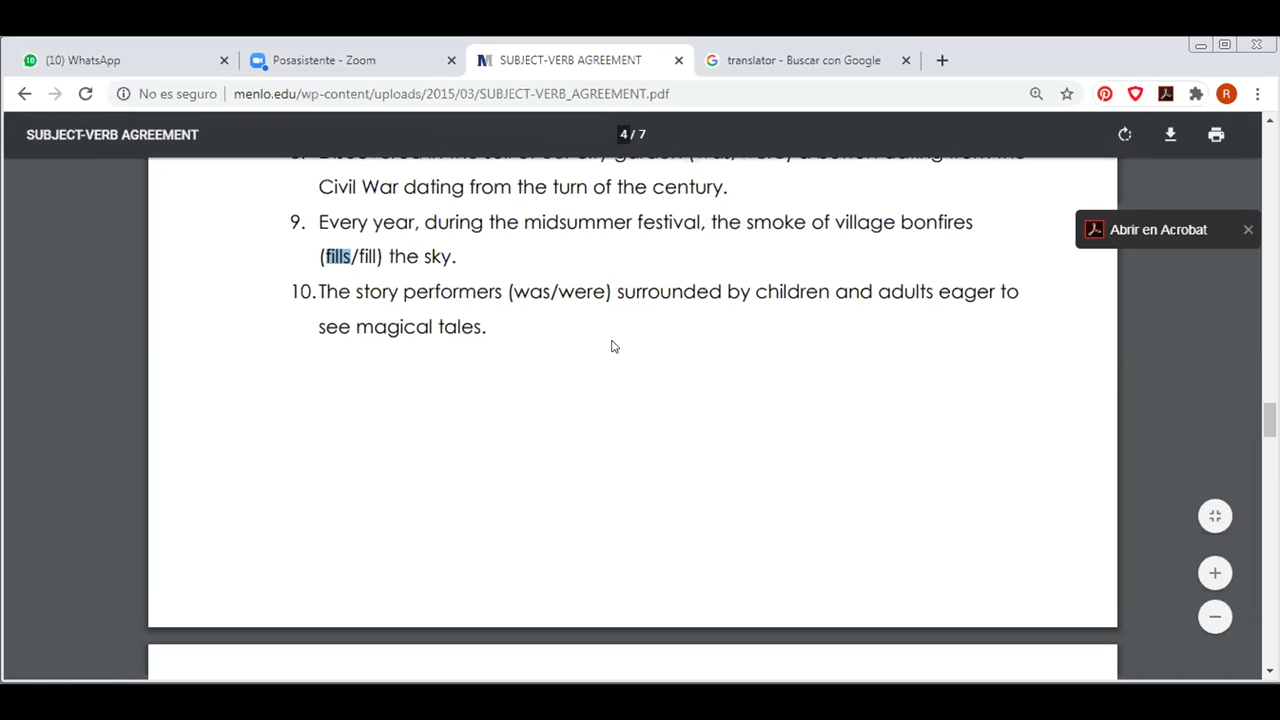 (10) WhatsApp
Posasistente - Zoom
SUBJECT-VERB AGREEMENT
translator - Buscar con Google
No es seguro
menlo.edu/wp-content/uploads/2015/03/SUBJECT-VERB_AGREEMENT.pdf
R
SUBJECT-VERB AGREEMENT
4 / 7
Civil War dating from the turn of the century.
9. Every year, during the midsummer festival, the smoke of village bonfires
(fills/fill) the sky.
10. The story performers (was/were) surrounded by children and adults eager to
see magical tales.
Abrir en Acrobat